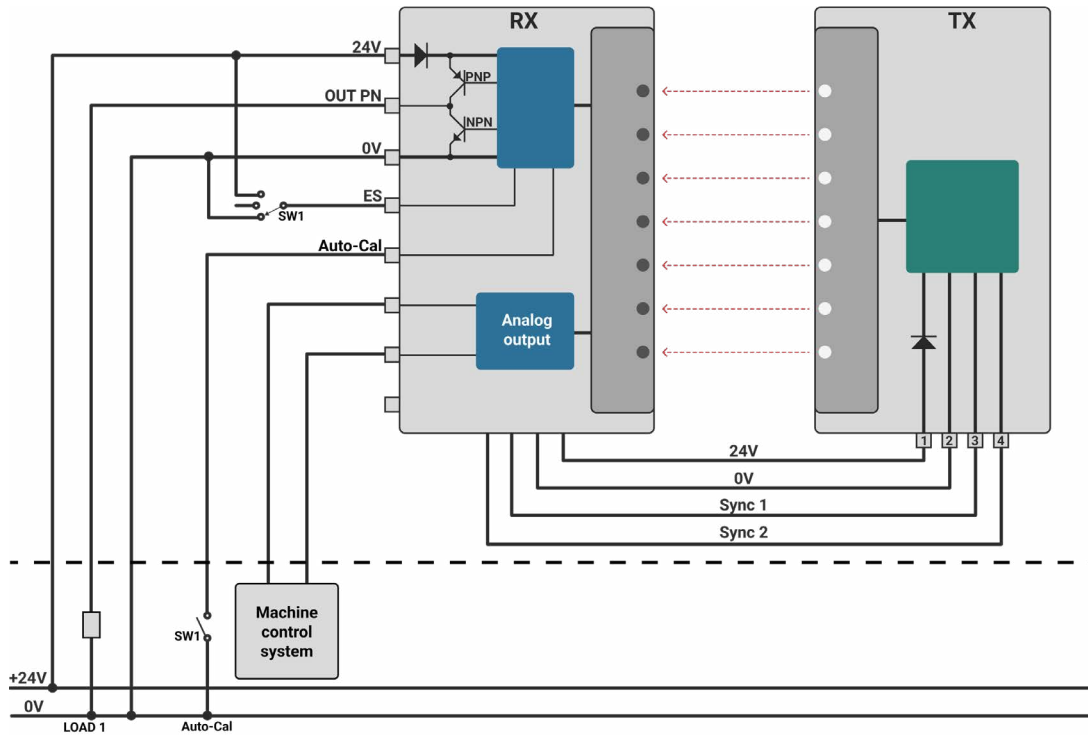 RX
TX
24V
PNP
OUT PN
NPN
0V
ES
SW1
Auto-Cal
Analog
output
1
2
3
4
24V
0V
Sync 1
Sync 2
Machine
control
system
SW1
+24V
0V
LOAD 1
Auto-Cal